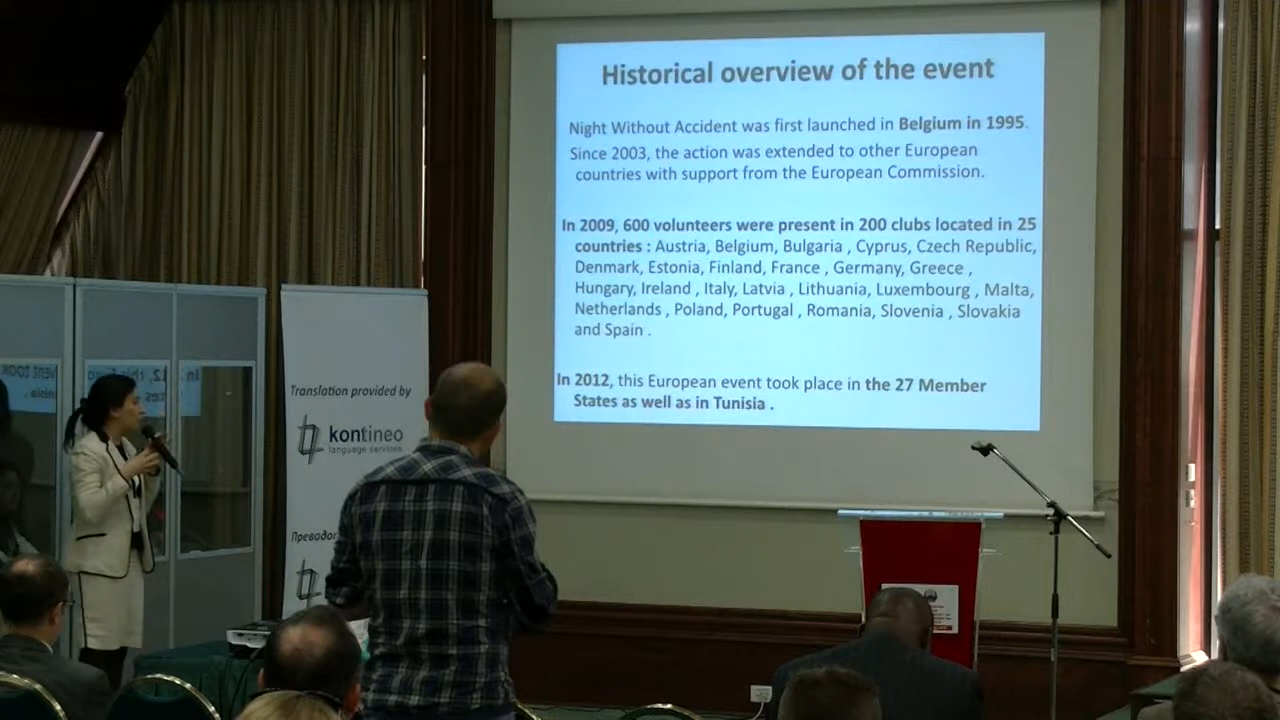 Historical overview of the event
Night Without Accident was first launched in Belgium in 1995.
Since 2003, the action was extended to other European
countries with support from the European Commission.
In 2009, 600 volunteers were present in 200 clubs located in 25
countries : Austria, Belgium, Bulgaria , Cyprus, Czech Republic,
Denmark, Estonia, Finland, France , Germany, Greece ,
Hungary, Ireland , Italy, Latvia , Lithuania, Luxembourg , Malta,
Netherlands , Poland, Portugal , Romania, Slovenia , Slovakia
and Spain .
In 2012, this European event took place in the 27 Member
States as well as in Tunisia .
Translation provided by
kontineo
language services